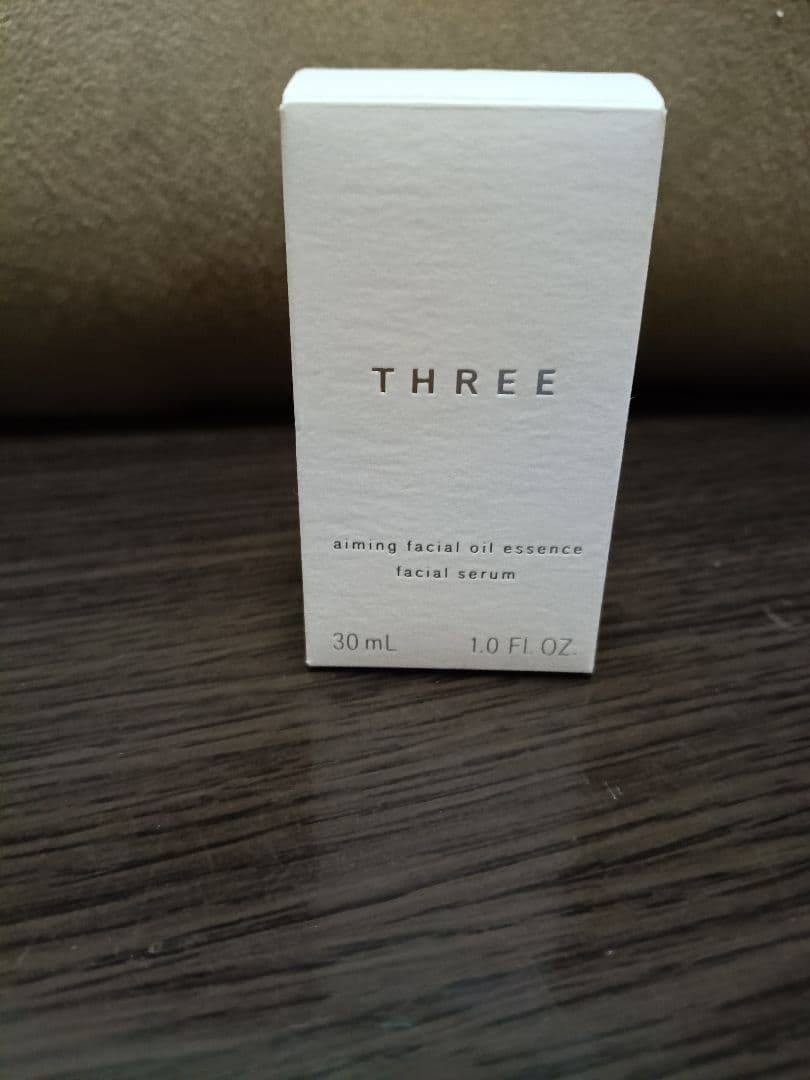 THREE
aiming facial oil essence
facial serum
30 mL 1.0 FL. OZ.